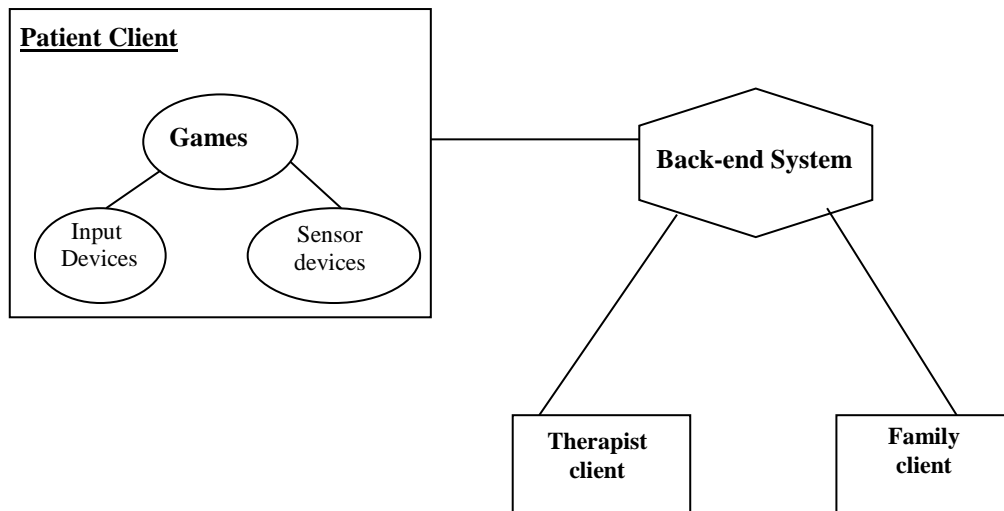 Patient Client
Games
Input
Devices
Sensor
devices
Back-end System
Therapist
client
Family
client